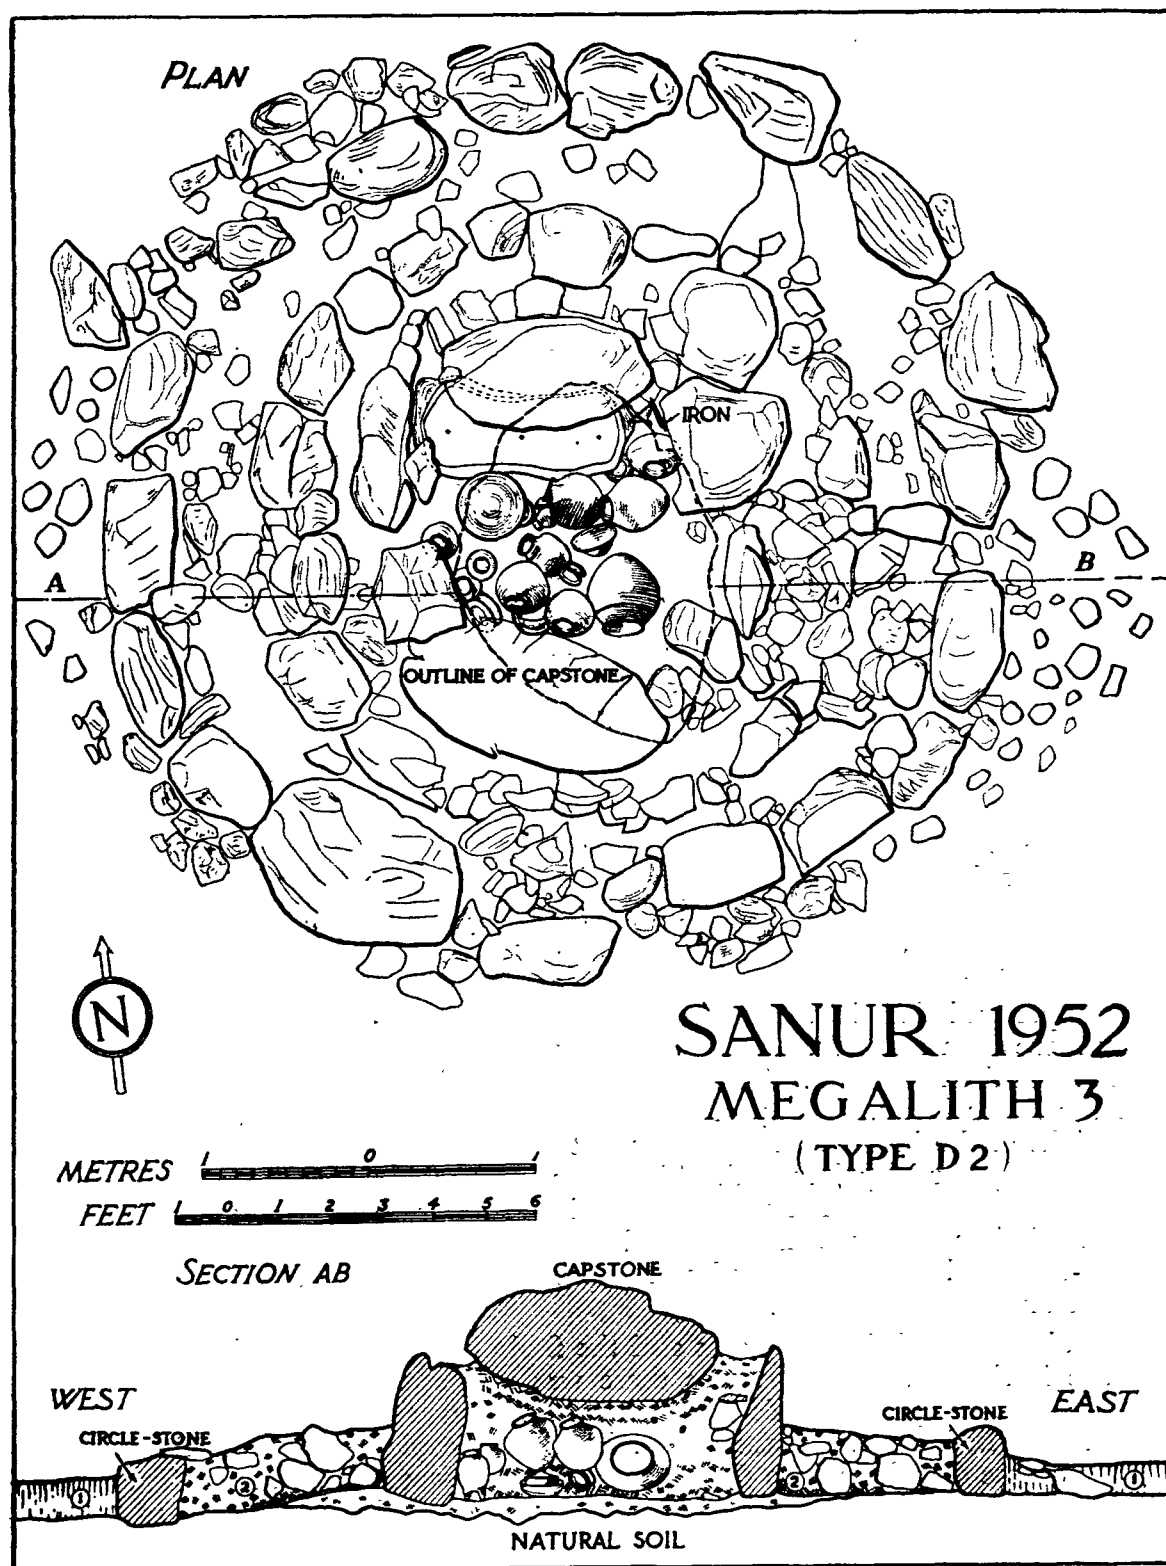 PLAN
IRON
A
B
OUTLINE OF CAPSTONE
N
SANUR 1952
MEGALITH 3
(TYPE D2)
METRES 1 0 1
FEET 1 0 1 2 3 4 5 6
SECTION AB
CAPSTONE
WEST
EAST
CIRCLE-STONE
CIRCLE-STONE
1
2
2
1
NATURAL SOIL